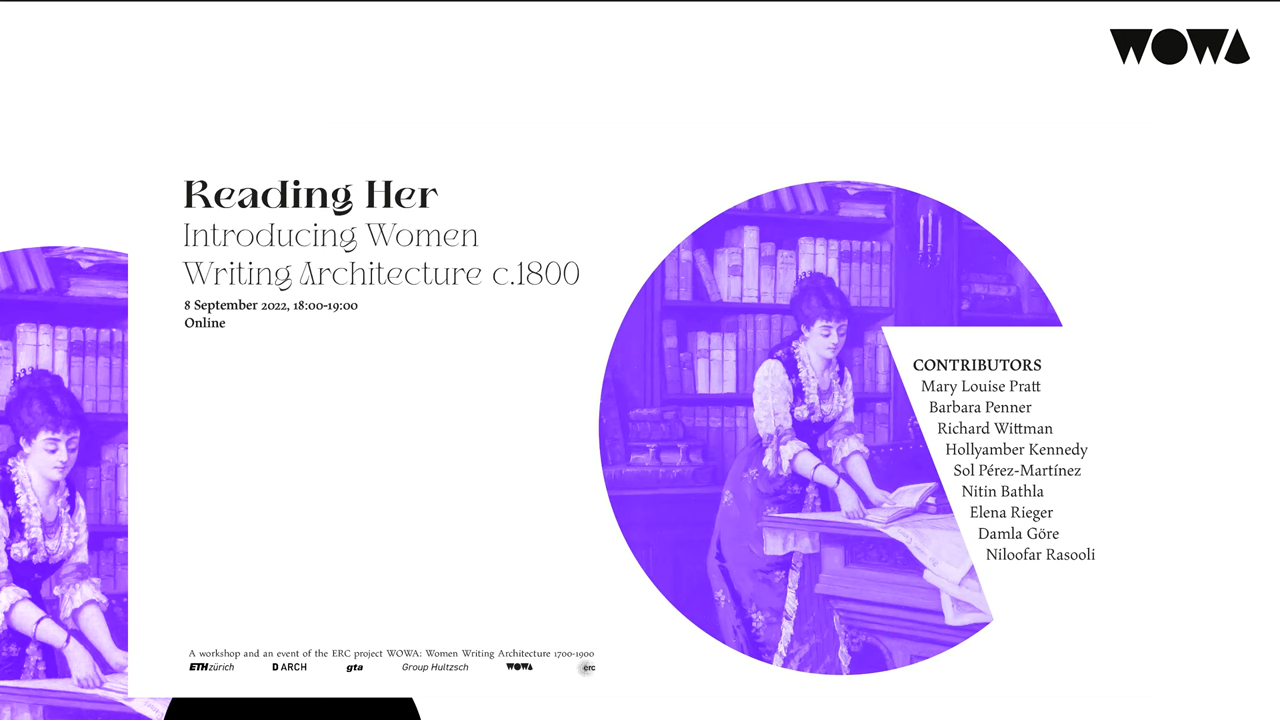 WOWA
Reading Her
Introducing Women
Writing Architecture c.1800
8 September 2022, 18:00-19:00
Online
CONTRIBUTORS
Mary Louise Pratt
Barbara Penner
Richard Wittman
Hollyamber Kennedy
Sol Pérez-Martínez
Nitin Bathla
Elena Rieger
Damla Göre
Niloofar Rasooli
A workshop and an event of the ERC project WOWA: Women Writing Architecture 1700-1900
ETH zürich D ARCH gta Group Hultzsch WOWA erc